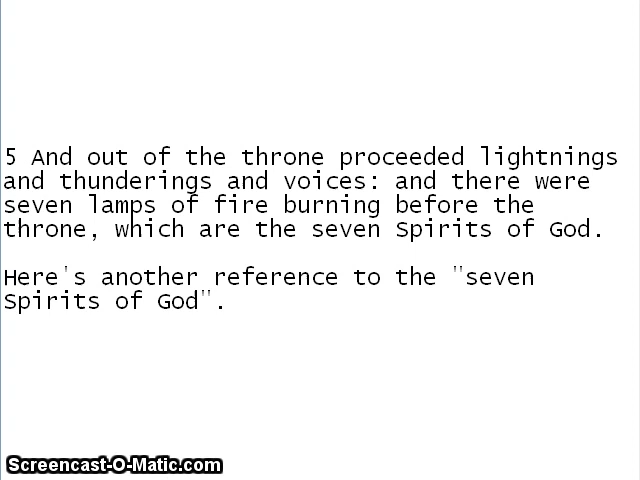 5 And out of the throne proceeded lightnings
and thunderings and voices: and there were
seven lamps of fire burning before the
throne, which are the seven Spirits of God.
Here's another reference to the "seven
Spirits of God".
Screencast-O-Matic.com